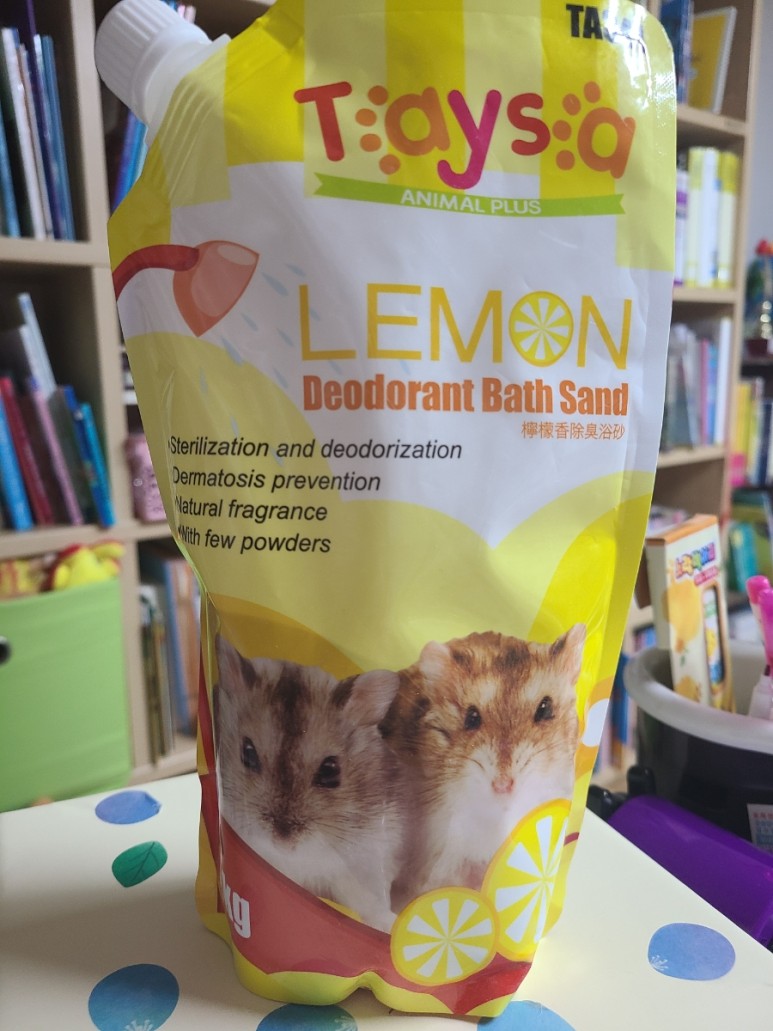 Taysa
ANIMAL PLUS
LEMON
Deodorant Bath Sand
檸檬香除臭浴砂
Sterilization and deodorization
Dermatosis prevention
Natural fragrance
With few powders
kg